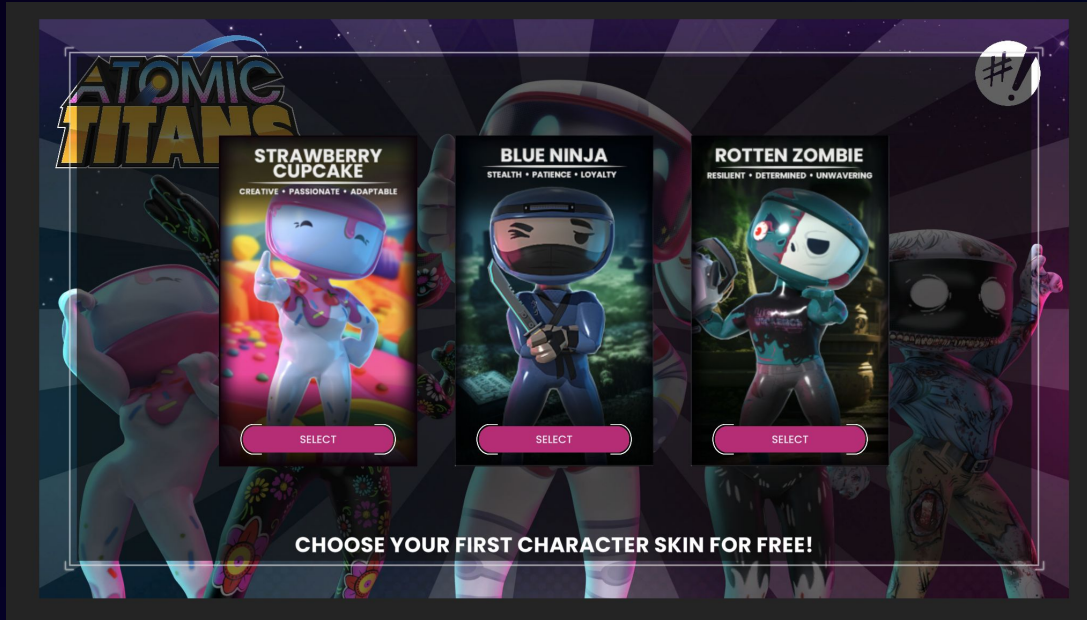 ATOMIC
TITANS
#!
STRAWBERRY
CUPCAKE
CREATIVE • PASSIONATE • ADAPTABLE
SELECT
BLUE NINJA
STEALTH • PATIENCE • LOYALTY
SELECT
ROTTEN ZOMBIE
RESILIENT • DETERMINED • UNWAVERING
SELECT
CHOOSE YOUR FIRST CHARACTER SKIN FOR FREE!